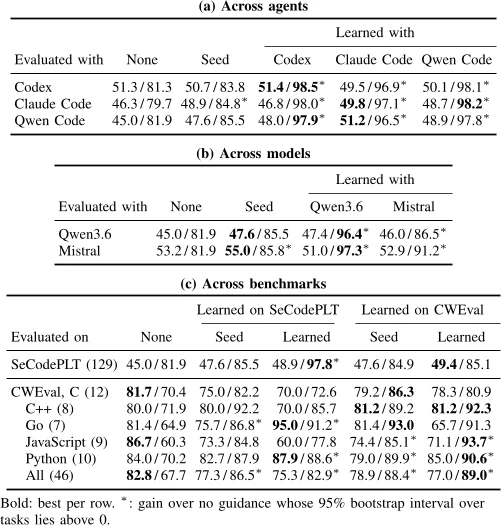 (a) Across agents
Learned with
Evaluated with None Seed Codex Claude Code Qwen Code
Codex 51.3 / 81.3 50.7 / 83.8 51.4 / 98.5* 49.5 / 96.9* 50.1 / 98.1*
Claude Code 46.3 / 79.7 48.9 / 84.8* 46.8 / 98.0* 49.8 / 97.1* 48.7 / 98.2*
Qwen Code 45.0 / 81.9 47.6 / 85.5 48.0 / 97.9* 51.2 / 96.5* 48.9 / 97.8*
(b) Across models
Learned with
Evaluated with None Seed Qwen3.6 Mistral
Qwen3.6 45.0 / 81.9 47.6 / 85.5 47.4 / 96.4* 46.0 / 86.5*
Mistral 53.2 / 81.9 55.0 / 85.8* 51.0 / 97.3* 52.9 / 91.2*
(c) Across benchmarks
Learned on SeCodePLT Learned on CWEval
Evaluated on None Seed Learned Seed Learned
SeCodePLT (129) 45.0 / 81.9 47.6 / 85.5 48.9 / 97.8* 47.6 / 84.9 49.4 / 85.1
CWEval, C (12) 81.7 / 70.4 75.0 / 82.2 70.0 / 72.6 79.2 / 86.3 78.3 / 80.9
C++ (8) 80.0 / 71.9 80.0 / 92.2 70.0 / 85.7 81.2 / 89.2 81.2 / 92.3
Go (7) 81.4 / 64.9 75.7 / 86.8* 95.0 / 91.2* 81.4 / 93.0 65.7 / 91.3
JavaScript (9) 86.7 / 60.3 73.3 / 84.8 60.0 / 77.8 74.4 / 85.1* 71.1 / 93.7*
Python (10) 84.0 / 70.2 82.7 / 87.9 87.9 / 88.6* 79.0 / 89.9* 85.0 / 90.6*
All (46) 82.8 / 67.7 77.3 / 86.5* 75.3 / 82.9* 78.9 / 88.4* 77.0 / 89.0*
Bold: best per row. *: gain over no guidance whose 95% bootstrap interval over
tasks lies above 0.